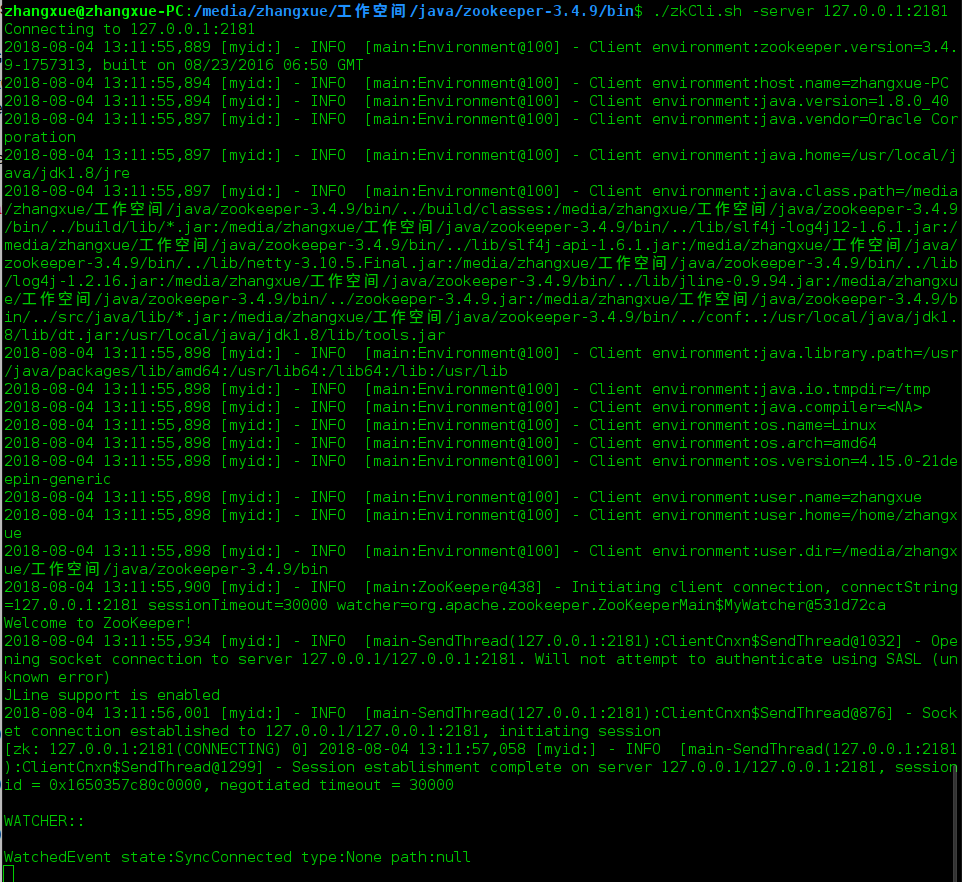 zhangxue@zhangxue-PC:/media/zhangxue/工作空间/java/zookeeper-3.4.9/bin$ ./zkCli.sh -server 127.0.0.1:2181
Connecting to 127.0.0.1:2181
2018-08-04 13:11:55,889 [myid:] - INFO  [main:Environment@100] - Client environment:zookeeper.version=3.4.
9-1757313, built on 08/23/2016 06:50 GMT
2018-08-04 13:11:55,894 [myid:] - INFO  [main:Environment@100] - Client environment:host.name=zhangxue-PC
2018-08-04 13:11:55,894 [myid:] - INFO  [main:Environment@100] - Client environment:java.version=1.8.0_40
2018-08-04 13:11:55,897 [myid:] - INFO  [main:Environment@100] - Client environment:java.vendor=Oracle Cor
poration
2018-08-04 13:11:55,897 [myid:] - INFO  [main:Environment@100] - Client environment:java.home=/usr/local/j
ava/jdk1.8/jre
2018-08-04 13:11:55,897 [myid:] - INFO  [main:Environment@100] - Client environment:java.class.path=/media
/zhangxue/工作空间/java/zookeeper-3.4.9/bin/../build/classes:/media/zhangxue/工作空间/java/zookeeper-3.4.9
/bin/../build/lib/*.jar:/media/zhangxue/工作空间/java/zookeeper-3.4.9/bin/../lib/slf4j-log4j12-1.6.1.jar:/
media/zhangxue/工作空间/java/zookeeper-3.4.9/bin/../lib/slf4j-api-1.6.1.jar:/media/zhangxue/工作空间/java/
zookeeper-3.4.9/bin/../lib/netty-3.10.5.Final.jar:/media/zhangxue/工作空间/java/zookeeper-3.4.9/bin/../lib
/log4j-1.2.16.jar:/media/zhangxue/工作空间/java/zookeeper-3.4.9/bin/../lib/jline-0.9.94.jar:/media/zhangxu
e/工作空间/java/zookeeper-3.4.9/bin/../zookeeper-3.4.9.jar:/media/zhangxue/工作空间/java/zookeeper-3.4.9/b
in/../src/java/lib/*.jar:/media/zhangxue/工作空间/java/zookeeper-3.4.9/bin/../conf:.:/usr/local/java/jdk1.
8/lib/dt.jar:/usr/local/java/jdk1.8/lib/tools.jar
2018-08-04 13:11:55,898 [myid:] - INFO  [main:Environment@100] - Client environment:java.library.path=/usr
/java/packages/lib/amd64:/usr/lib64:/lib64:/lib:/usr/lib
2018-08-04 13:11:55,898 [myid:] - INFO  [main:Environment@100] - Client environment:java.io.tmpdir=/tmp
2018-08-04 13:11:55,898 [myid:] - INFO  [main:Environment@100] - Client environment:java.compiler=<NA>
2018-08-04 13:11:55,898 [myid:] - INFO  [main:Environment@100] - Client environment:os.name=Linux
2018-08-04 13:11:55,898 [myid:] - INFO  [main:Environment@100] - Client environment:os.arch=amd64
2018-08-04 13:11:55,898 [myid:] - INFO  [main:Environment@100] - Client environment:os.version=4.15.0-21de
epin-generic
2018-08-04 13:11:55,898 [myid:] - INFO  [main:Environment@100] - Client environment:user.name=zhangxue
2018-08-04 13:11:55,898 [myid:] - INFO  [main:Environment@100] - Client environment:user.home=/home/zhangx
ue
2018-08-04 13:11:55,898 [myid:] - INFO  [main:Environment@100] - Client environment:user.dir=/media/zhangx
ue/工作空间/java/zookeeper-3.4.9/bin
2018-08-04 13:11:55,900 [myid:] - INFO  [main:ZooKeeper@438] - Initiating client connection, connectString
=127.0.0.1:2181 sessionTimeout=30000 watcher=org.apache.zookeeper.ZooKeeperMain$MyWatcher@531d72ca
Welcome to ZooKeeper!
2018-08-04 13:11:55,934 [myid:] - INFO  [main-SendThread(127.0.0.1:2181):ClientCnxn$SendThread@1032] - Ope
ning socket connection to server 127.0.0.1/127.0.0.1:2181. Will not attempt to authenticate using SASL (un
known error)
JLine support is enabled
2018-08-04 13:11:56,001 [myid:] - INFO  [main-SendThread(127.0.0.1:2181):ClientCnxn$SendThread@876] - Sock
et connection established to 127.0.0.1/127.0.0.1:2181, initiating session
[zk: 127.0.0.1:2181(CONNECTING) 0] 2018-08-04 13:11:57,058 [myid:] - INFO  [main-SendThread(127.0.0.1:2181
):ClientCnxn$SendThread@1299] - Session establishment complete on server 127.0.0.1/127.0.0.1:2181, session
id = 0x1650357c80c0000, negotiated timeout = 30000
WATCHER::
WatchedEvent state:SyncConnected type:None path:null